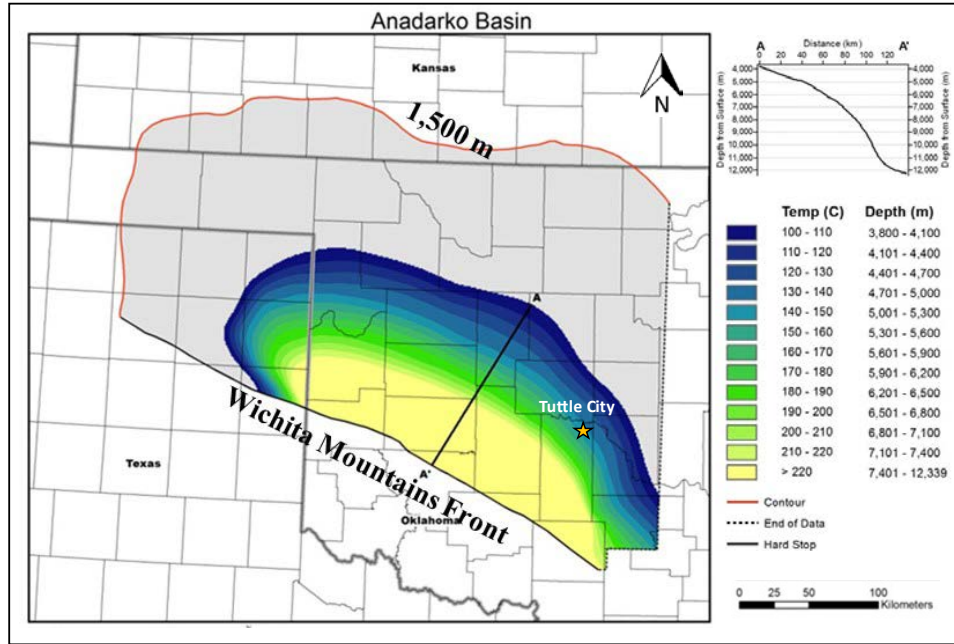 Anadarko Basin
Kansas
1,500 m
N
A
Tuttle City
Wichita Mountains Front
A'
Texas
Oklahoma
A Distance (km) A'
0 20 40 60 80 100 120
Depth from Surface (m)
4,000 4,000
5,000 5,000
6,000 6,000
7,000 7,000
8,000 8,000
9,000 9,000
10,000 10,000
11,000 11,000
12,000 12,000
Depth from Surface (m)
Temp (C) Depth (m)
100 - 110 3,800 - 4,100
110 - 120 4,101 - 4,400
120 - 130 4,401 - 4,700
130 - 140 4,701 - 5,000
140 - 150 5,001 - 5,300
150 - 160 5,301 - 5,600
160 - 170 5,601 - 5,900
170 - 180 5,901 - 6,200
180 - 190 6,201 - 6,500
190 - 200 6,501 - 6,800
200 - 210 6,801 - 7,100
210 - 220 7,101 - 7,400
> 220 7,401 - 12,339
Contour
End of Data
Hard Stop
0 25 50 100
Kilometers